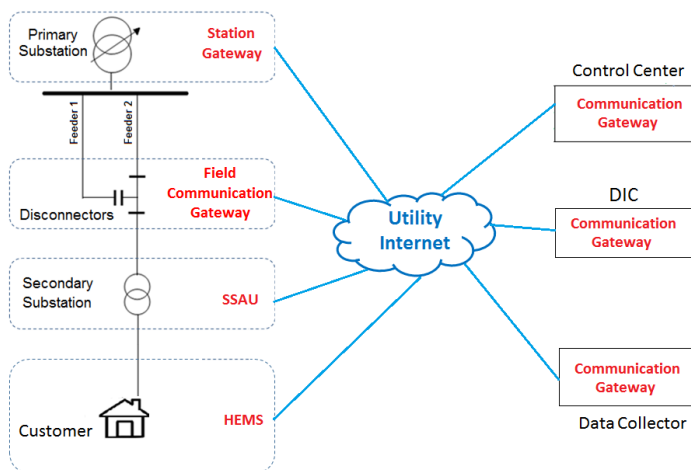 Primary
Substation
Station
Gateway
Feeder 1
Feeder 2
Field
Communication
Gateway
Disconnectors
Secondary
Substation
SSAU
Customer
HEMS
Utility
Internet
Control Center
Communication
Gateway
DIC
Communication
Gateway
Communication
Gateway
Data Collector